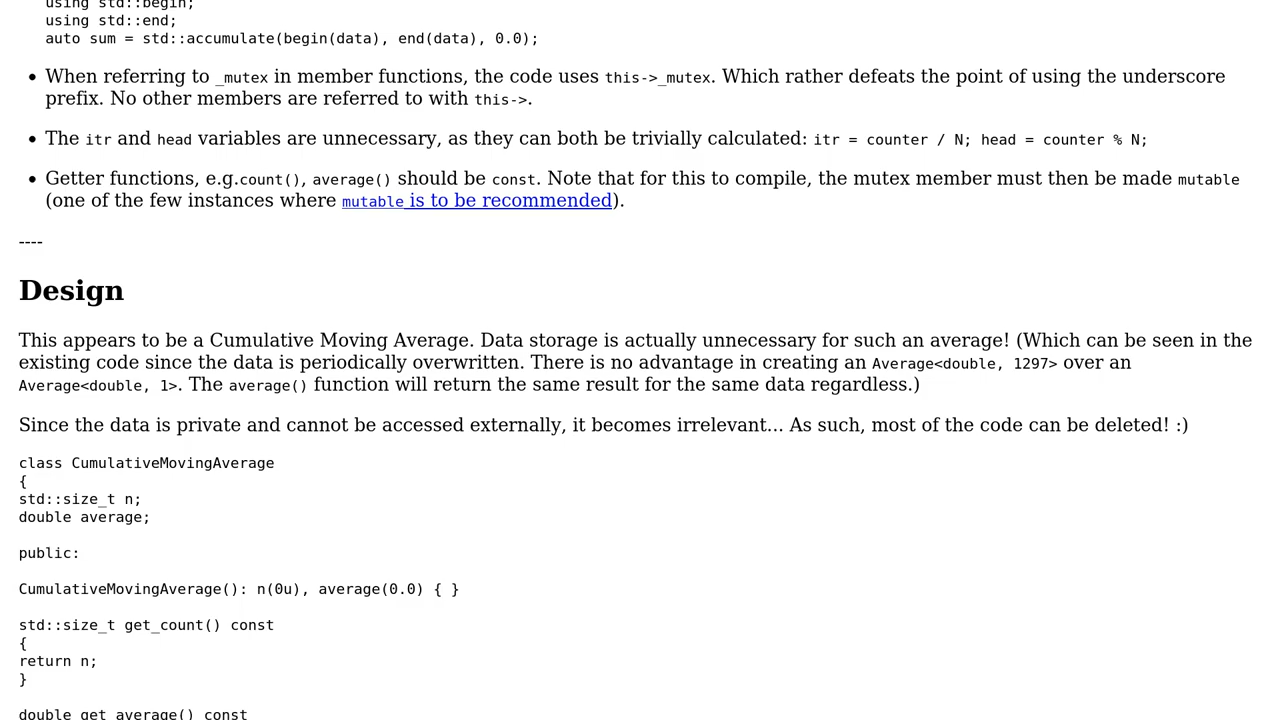 using std::begin;
using std::end;
auto sum = std::accumulate(begin(data), end(data), 0.0);
• When referring to _mutex in member functions, the code uses this->_mutex. Which rather defeats the point of using the underscore
prefix. No other members are referred to with this->.
• The itr and head variables are unnecessary, as they can both be trivially calculated: itr = counter / N; head = counter % N;
• Getter functions, e.g.count(), average() should be const. Note that for this to compile, the mutex member must then be made mutable
(one of the few instances where mutable is to be recommended).
----
Design
This appears to be a Cumulative Moving Average. Data storage is actually unnecessary for such an average! (Which can be seen in the
existing code since the data is periodically overwritten. There is no advantage in creating an Average<double, 1297> over an
Average<double, 1>. The average() function will return the same result for the same data regardless.)
Since the data is private and cannot be accessed externally, it becomes irrelevant... As such, most of the code can be deleted! :)
class CumulativeMovingAverage
{
std::size_t n;
double average;
public:
CumulativeMovingAverage(): n(0u), average(0.0) { }
std::size_t get_count() const
{
return n;
}
double get_average() const